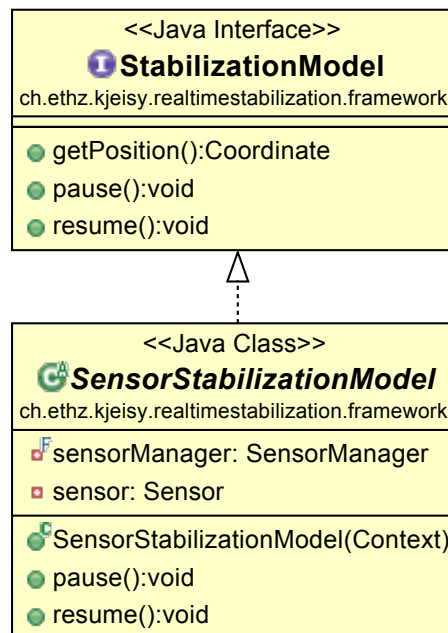 <<Java Interface>>
StabilizationModel
ch.ethz.kjeisy.realtimestabilization.framework
getPosition():Coordinate
pause():void
resume():void
<<Java Class>>
SensorStabilizationModel
ch.ethz.kjeisy.realtimestabilization.framework
sensorManager: SensorManager
sensor: Sensor
SensorStabilizationModel(Context)
pause():void
resume():void